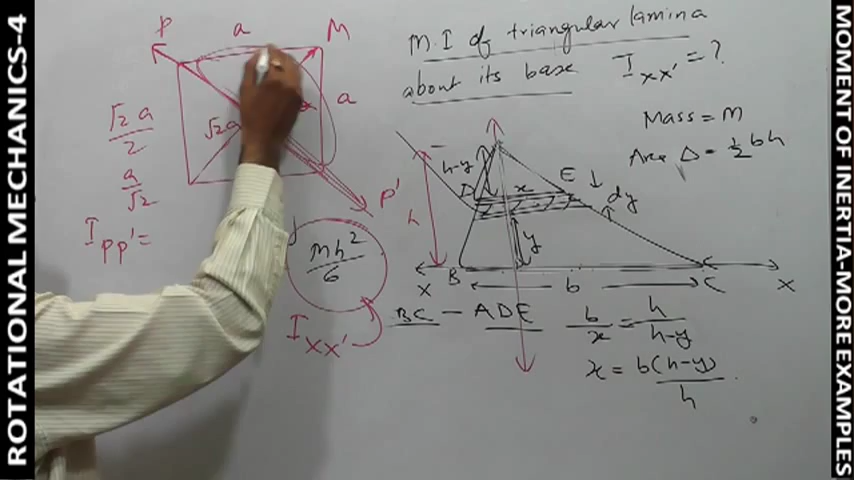 ROTATIONAL MECHANICS-4
MOMENT OF INERTIA-MORE EXAMPLES
P a M
a
√2 a
√2 a / 2
a / √2
P'
I PP' =
M.I of triangular lamina
about its base I XX' = ?
Mass = M
Area Δ = ½ bh
h-y
D x E
dy
h
y
B C
X b X
Mh² / 6
I XX'
BC - ADE b/x = h/h-y
x = b(h-y) / h